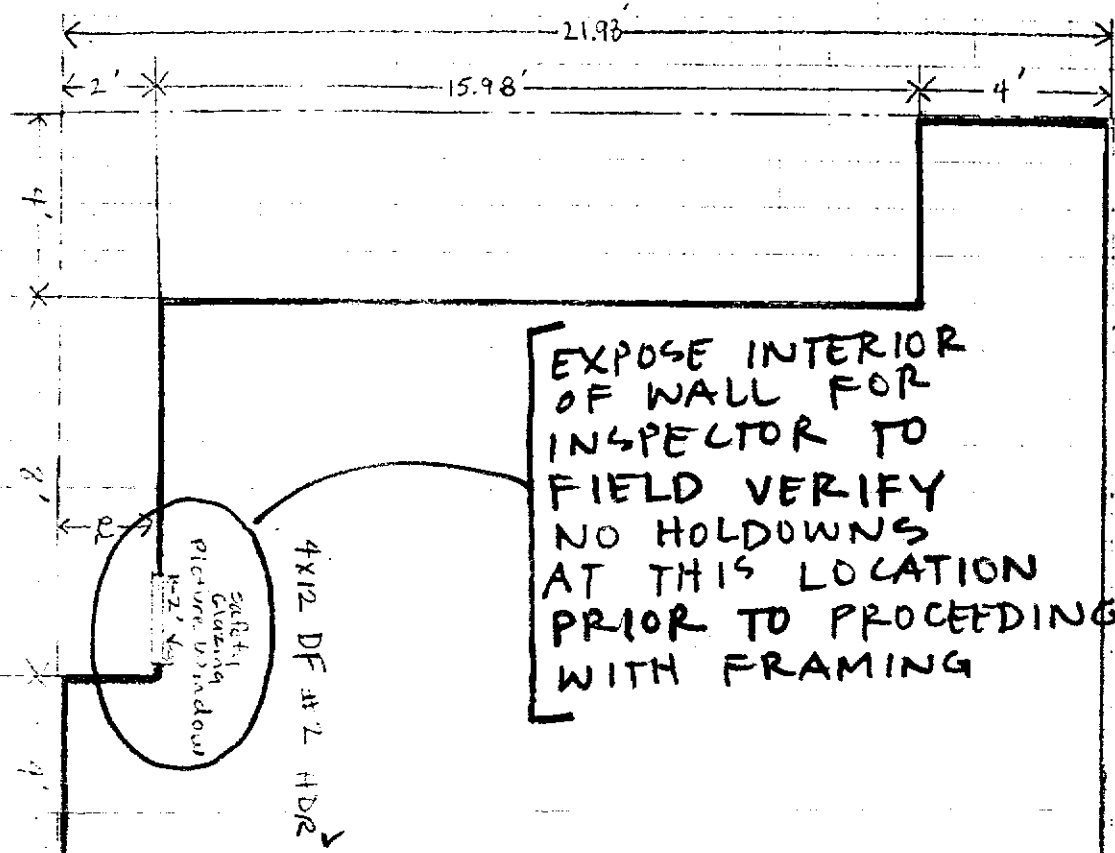 21.93'
2'
15.98'
4'
4'
8'
2
EXPOSE INTERIOR
OF WALL FOR
INSPECTOR TO
FIELD VERIFY
NO HOLDOWNS
AT THIS LOCATION
PRIOR TO PROCEEDING
WITH FRAMING
4x12 DF #2 HDR
Safety
Glazing
Picture Window
4'